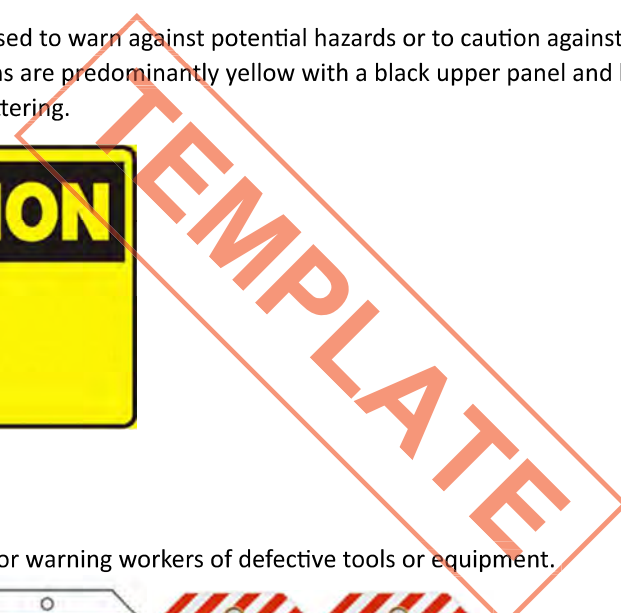 sed to warn against potential hazards or to caution against
ns are predominantly yellow with a black upper panel and
ttering.
ION
TEMPLATE
or warning workers of defective tools or equipment.